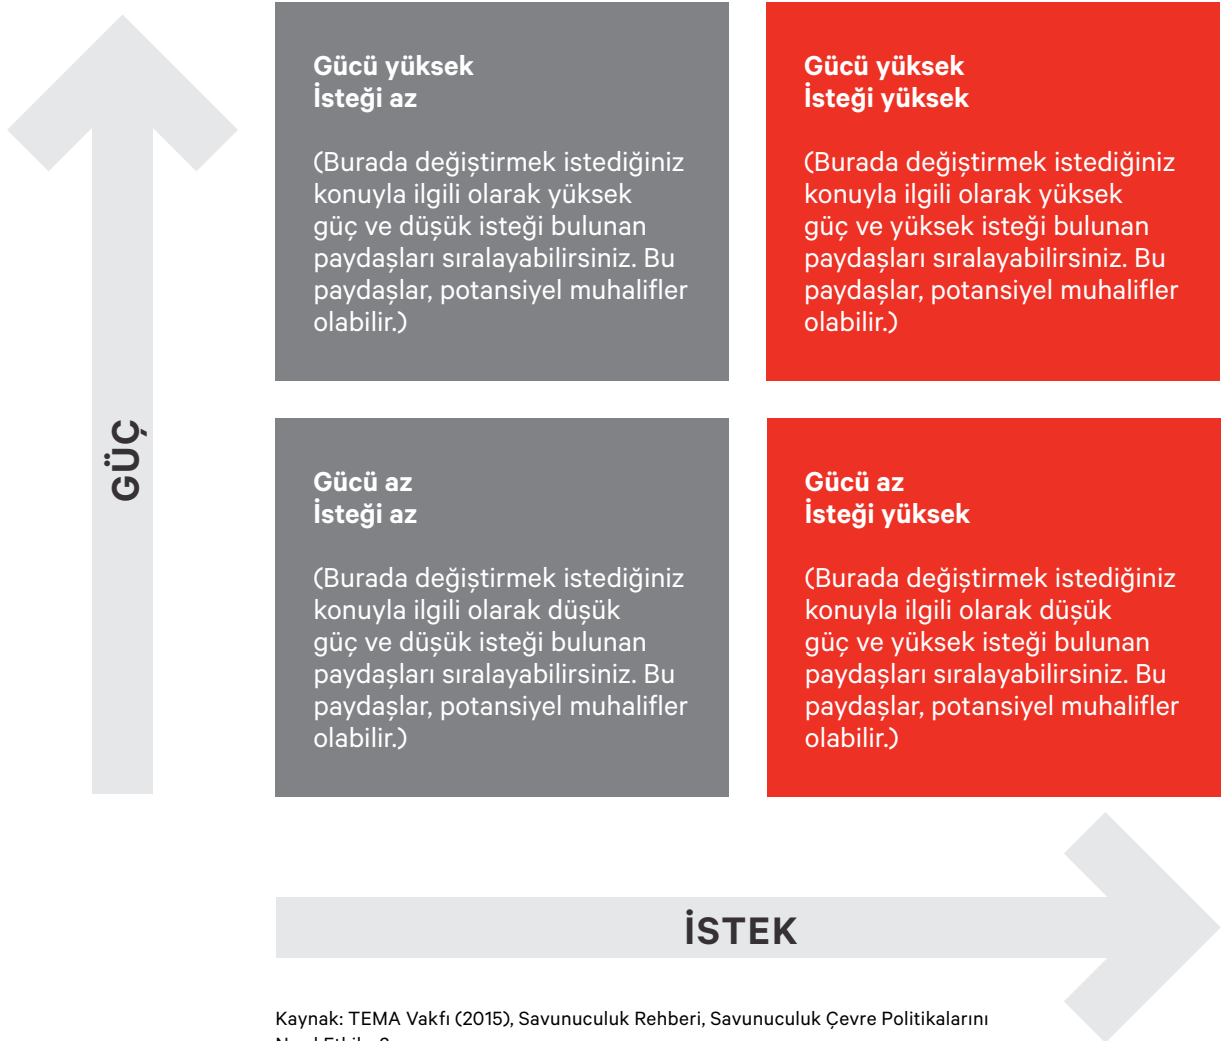 Gücü yüksek
İsteği az
(Burada değiştirmek istediğiniz
konuyla ilgili olarak yüksek
güç ve düşük isteği bulunan
paydaşları sıralayabilirsiniz. Bu
paydaşlar, potansiyel muhalifler
olabilir.)
Gücü yüksek
İsteği yüksek
(Burada değiştirmek istediğiniz
konuyla ilgili olarak yüksek
güç ve yüksek isteği bulunan
paydaşları sıralayabilirsiniz. Bu
paydaşlar, potansiyel muhalifler
olabilir.)
GÜÇ
Gücü az
İsteği az
(Burada değiştirmek istediğiniz
konuyla ilgili olarak düşük
güç ve düşük isteği bulunan
paydaşları sıralayabilirsiniz. Bu
paydaşlar, potansiyel muhalifler
olabilir.)
Gücü az
İsteği yüksek
(Burada değiştirmek istediğiniz
konuyla ilgili olarak düşük
güç ve yüksek isteği bulunan
paydaşları sıralayabilirsiniz. Bu
paydaşlar, potansiyel muhalifler
olabilir.)
İSTEK
Kaynak: TEMA Vakfı (2015), Savunuculuk Rehberi, Savunuculuk Çevre Politikalarını